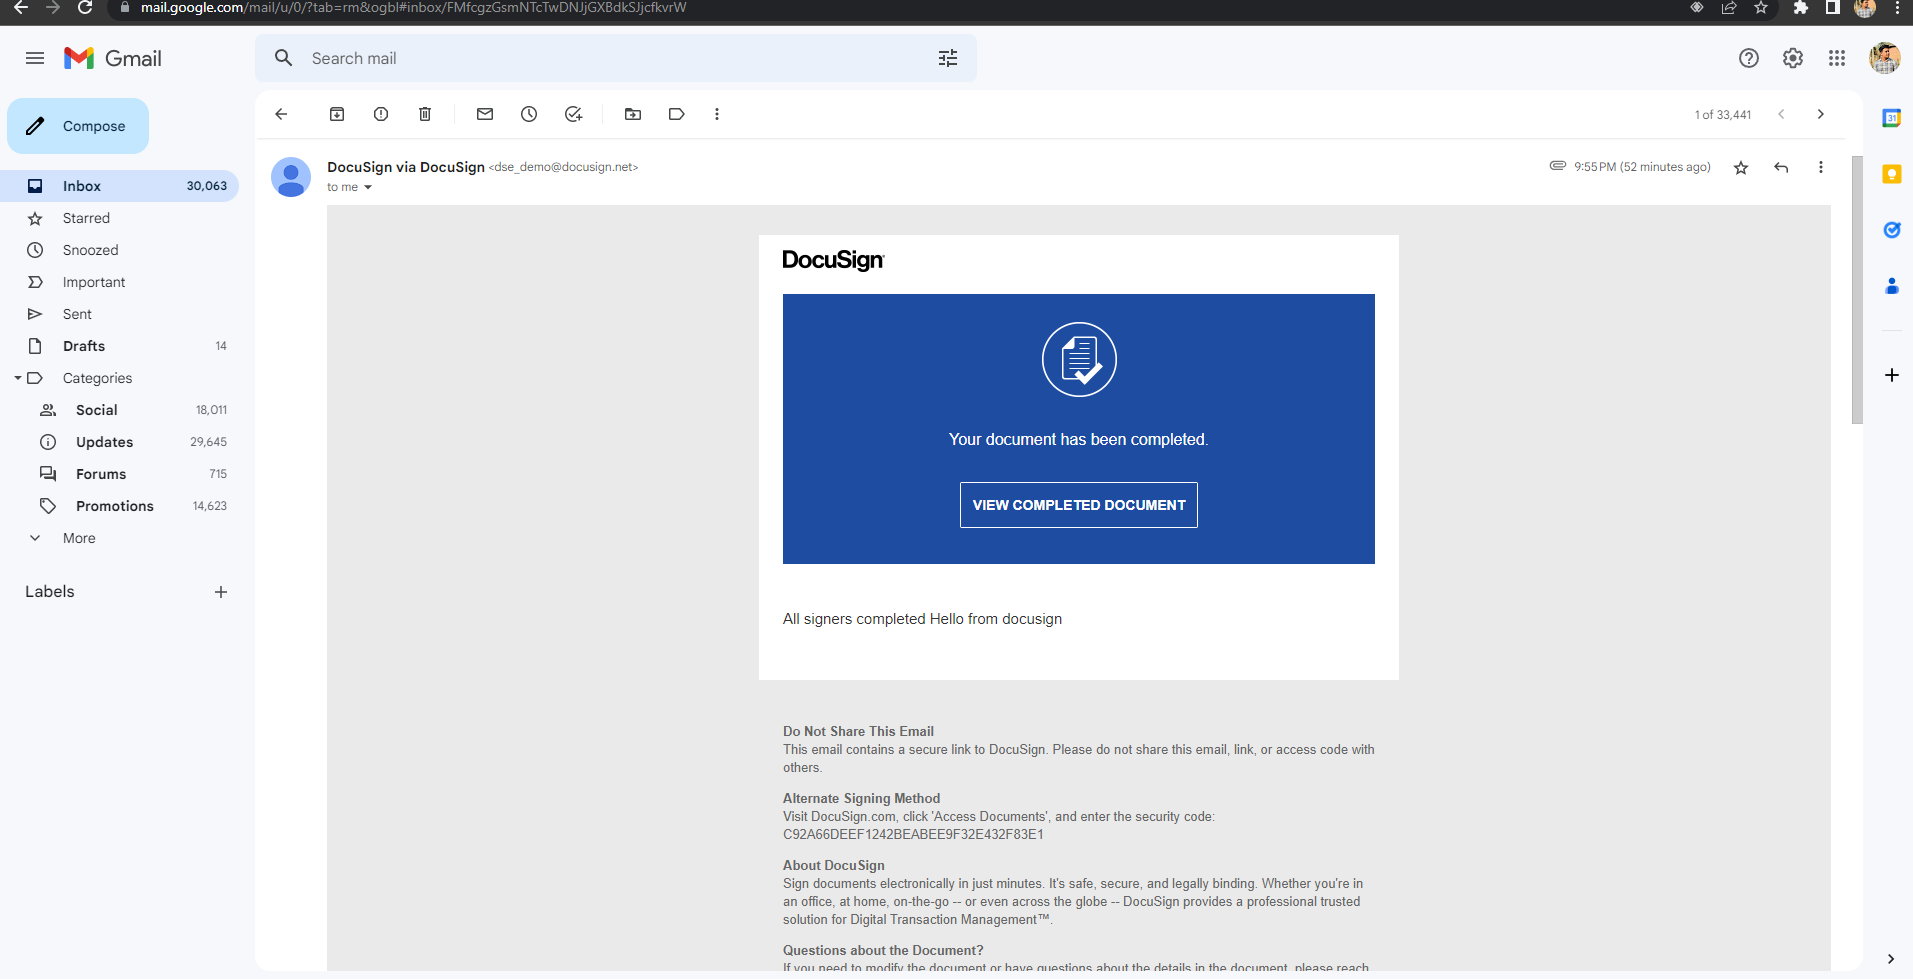 mail.google.com/mail/u/0/?tab=rm&ogbl#inbox/FMfcgzGsmNTcTwDNJjGXBdkSJjcfkvrW
Gmail
Search mail
Compose
1 of 33,441
31
Inbox 30,063
Starred
Snoozed
Important
Sent
Drafts 14
Categories
Social 18,011
Updates 29,645
Forums 715
Promotions 14,623
More
Labels
DocuSign via DocuSign <dse_demo@docusign.net>
9:55 PM (52 minutes ago)
to me
DocuSign
Your document has been completed.
VIEW COMPLETED DOCUMENT
All signers completed Hello from docusign
Do Not Share This Email
This email contains a secure link to DocuSign. Please do not share this email, link, or access code with
others.
Alternate Signing Method
Visit DocuSign.com, click 'Access Documents', and enter the security code:
C92A66DEEF1242BEABEE9F32E432F83E1
About DocuSign
Sign documents electronically in just minutes. It's safe, secure, and legally binding. Whether you're in
an office, at home, on-the-go -- or even across the globe -- DocuSign provides a professional trusted
solution for Digital Transaction Management™.
Questions about the Document?
If you need to modify the document or have questions about the details in the document, please reach